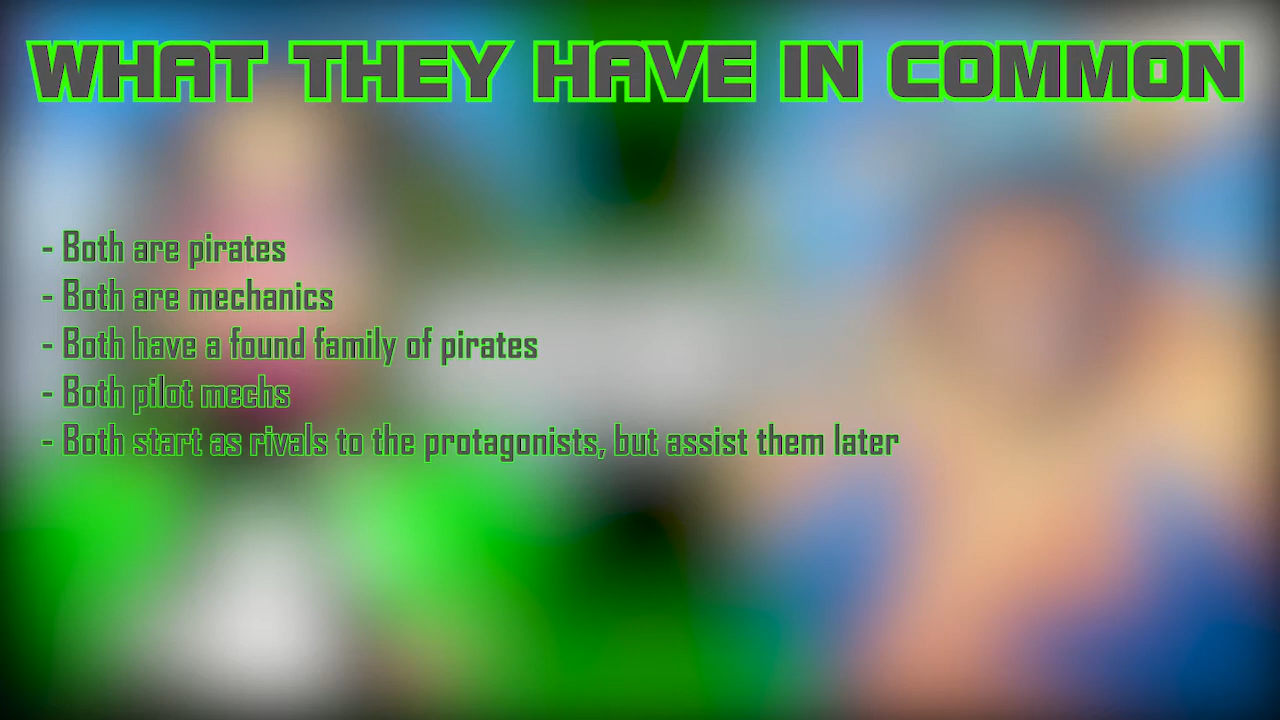 WHAT THEY HAVE IN COMMON
- Both are pirates
- Both are mechanics
- Both have a found family of pirates
- Both pilot mechs
- Both start as rivals to the protagonists, but assist them later